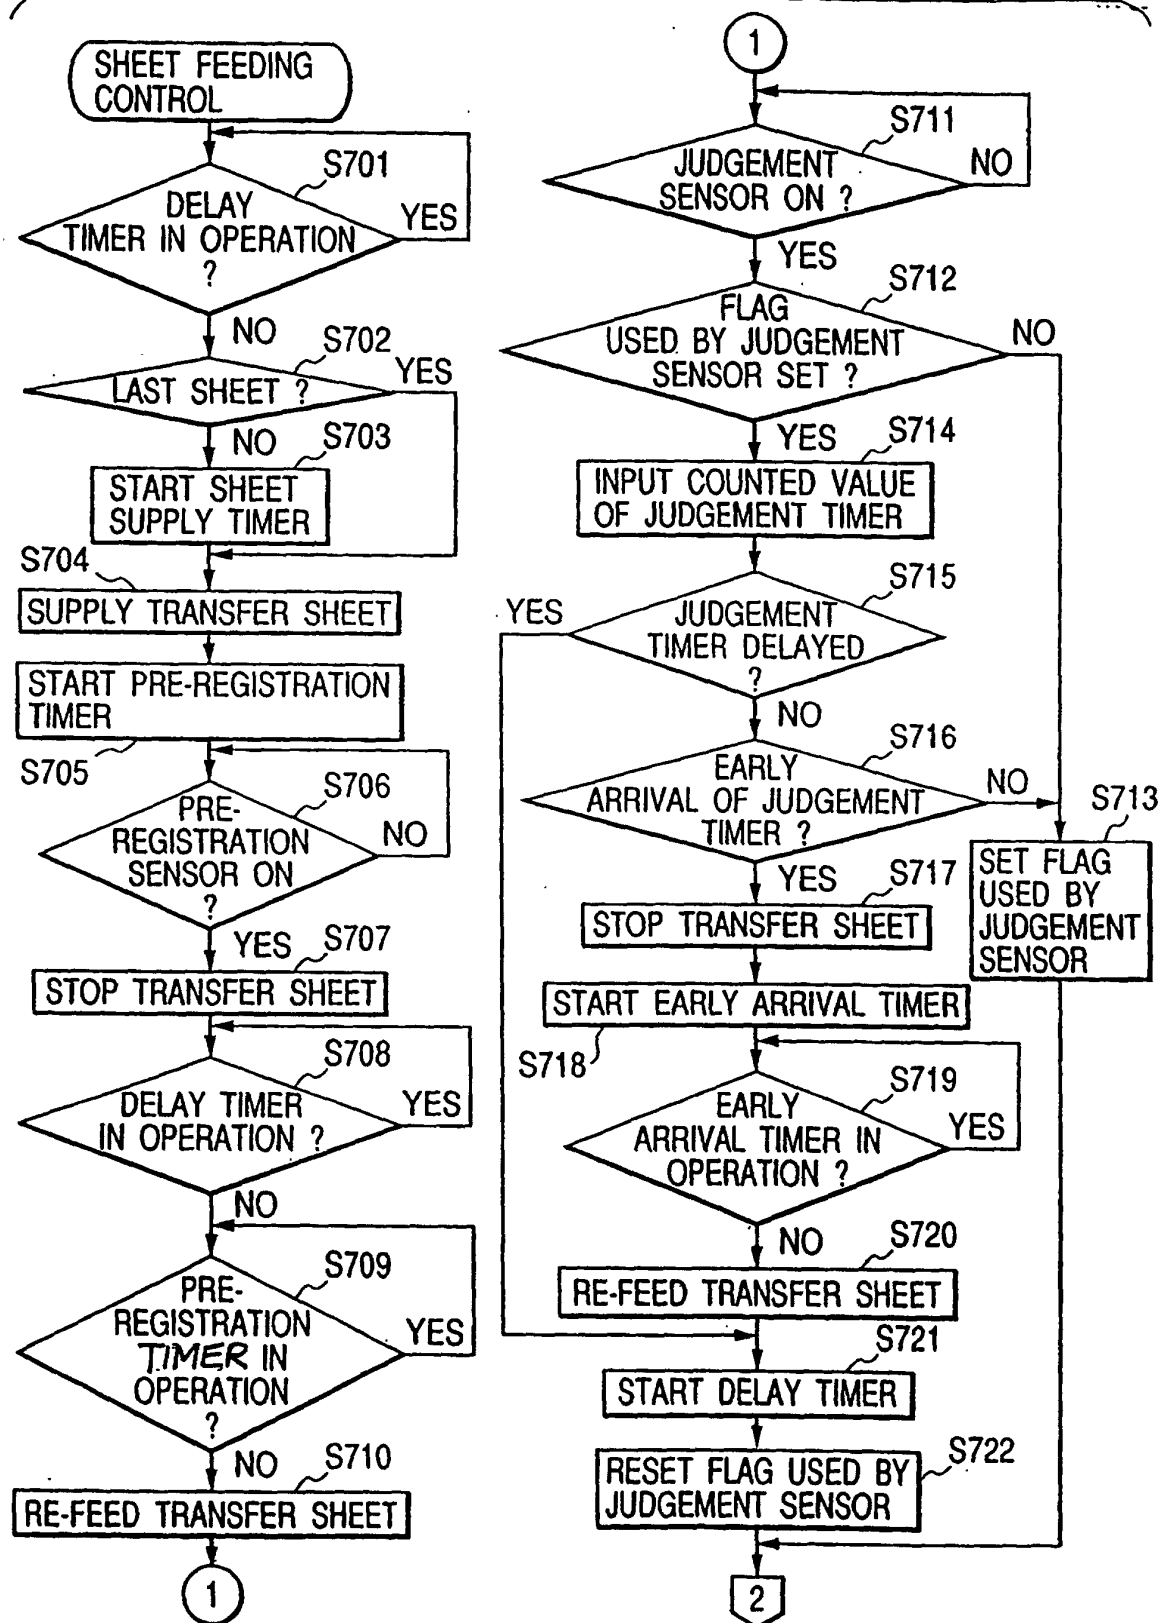 SHEET FEEDING
CONTROL
S701
DELAY
TIMER IN OPERATION
?
YES
NO
S702
LAST SHEET ?
YES
NO
S703
START SHEET
SUPPLY TIMER
S704
SUPPLY TRANSFER SHEET
START PRE-REGISTRATION
TIMER
S705
S706
PRE-
REGISTRATION
SENSOR ON
?
NO
YES
S707
STOP TRANSFER SHEET
S708
DELAY TIMER
IN OPERATION ?
YES
NO
S709
PRE-
REGISTRATION
TIMER IN
OPERATION
?
YES
NO
S710
RE-FEED TRANSFER SHEET
1
1
S711
JUDGEMENT
SENSOR ON ?
NO
YES
S712
FLAG
USED BY JUDGEMENT
SENSOR SET ?
NO
YES
S714
INPUT COUNTED VALUE
OF JUDGEMENT TIMER
S715
YES
JUDGEMENT
TIMER DELAYED
?
NO
S716
EARLY
ARRIVAL OF JUDGEMENT
TIMER ?
NO
S713
SET FLAG
USED BY
JUDGEMENT
SENSOR
YES
S717
STOP TRANSFER SHEET
START EARLY ARRIVAL TIMER
S718
S719
EARLY
ARRIVAL TIMER IN
OPERATION ?
YES
NO
S720
RE-FEED TRANSFER SHEET
S721
START DELAY TIMER
S722
RESET FLAG USED BY
JUDGEMENT SENSOR
2